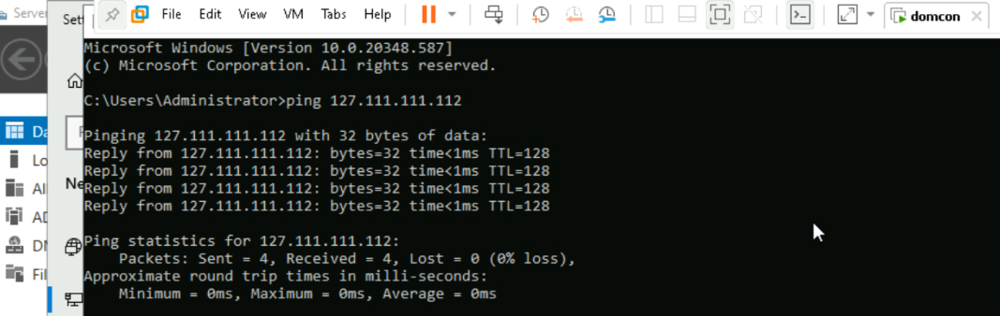 Server
Sett
File Edit View VM Tabs Help
domcon
Microsoft Windows [Version 10.0.20348.587]
(c) Microsoft Corporation. All rights reserved.
C:\Users\Administrator>ping 127.111.111.112
Pinging 127.111.111.112 with 32 bytes of data:
Reply from 127.111.111.112: bytes=32 time<1ms TTL=128
Reply from 127.111.111.112: bytes=32 time<1ms TTL=128
Reply from 127.111.111.112: bytes=32 time<1ms TTL=128
Reply from 127.111.111.112: bytes=32 time<1ms TTL=128
Ping statistics for 127.111.111.112:
Packets: Sent = 4, Received = 4, Lost = 0 (0% loss),
Approximate round trip times in milli-seconds:
Minimum = 0ms, Maximum = 0ms, Average = 0ms
Da
Lo
Al
AD
Fil
Ne